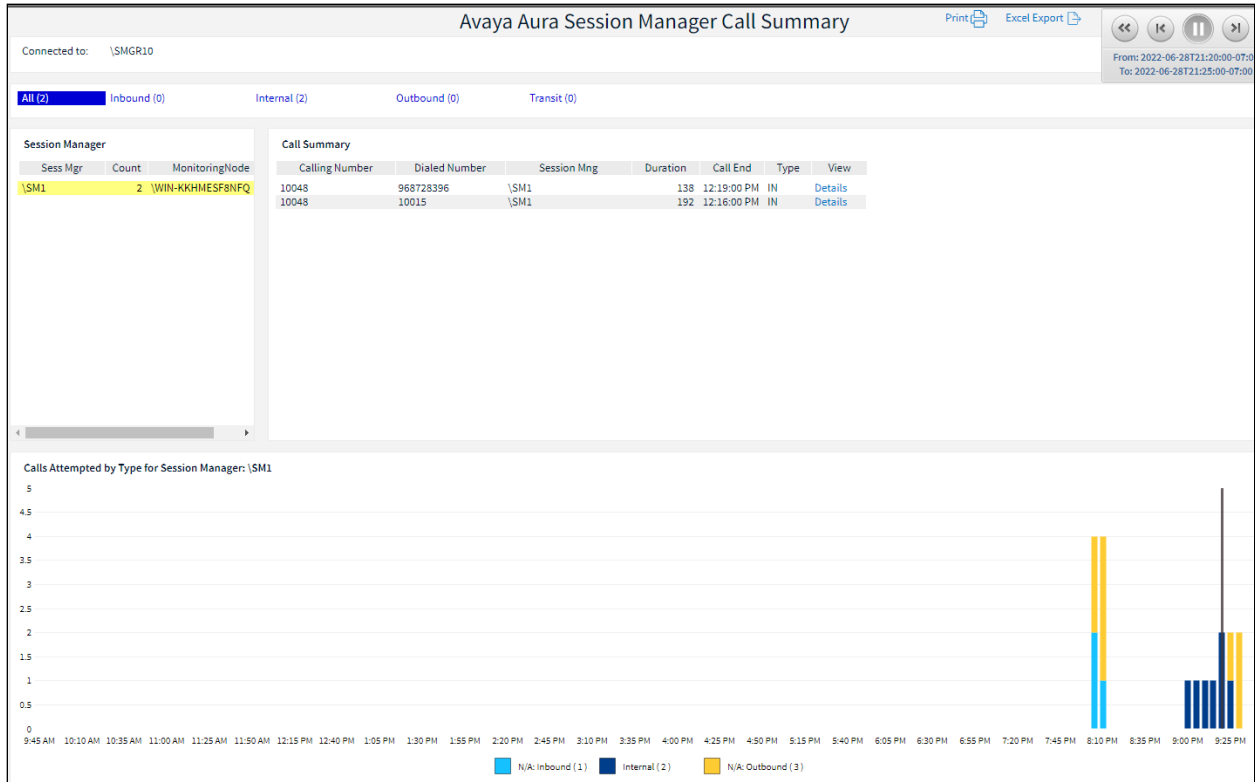 Avaya Aura Session Manager Call Summary
Print
Excel Export
Connected to: \SMGR10
From: 2022-06-28T21:20:00-07:0
To: 2022-06-28T21:25:00-07:00
All (2) Inbound (0) Internal (2) Outbound (0) Transit (0)
Session Manager
Sess Mgr Count MonitoringNode
\SM1 2 \WIN-KKHMESF8NFQ
Call Summary
Calling Number Dialed Number Session Mng Duration Call End Type View
10048 968728396 \SM1 138 12:19:00 PM IN Details
10048 10015 \SM1 192 12:16:00 PM IN Details
Calls Attempted by Type for Session Manager: \SM1
5
4.5
4
3.5
3
2.5
2
1.5
1
0.5
0
9:45 AM 10:10 AM 10:35 AM 11:00 AM 11:25 AM 11:50 AM 12:15 PM 12:40 PM 1:05 PM 1:30 PM 1:55 PM 2:20 PM 2:45 PM 3:10 PM 3:35 PM 4:00 PM 4:25 PM 4:50 PM 5:15 PM 5:40 PM 6:05 PM 6:30 PM 6:55 PM 7:20 PM 7:45 PM 8:10 PM 8:35 PM 9:00 PM 9:25 PM
N/A: Inbound ( 1 ) Internal ( 2 ) N/A: Outbound ( 3 )